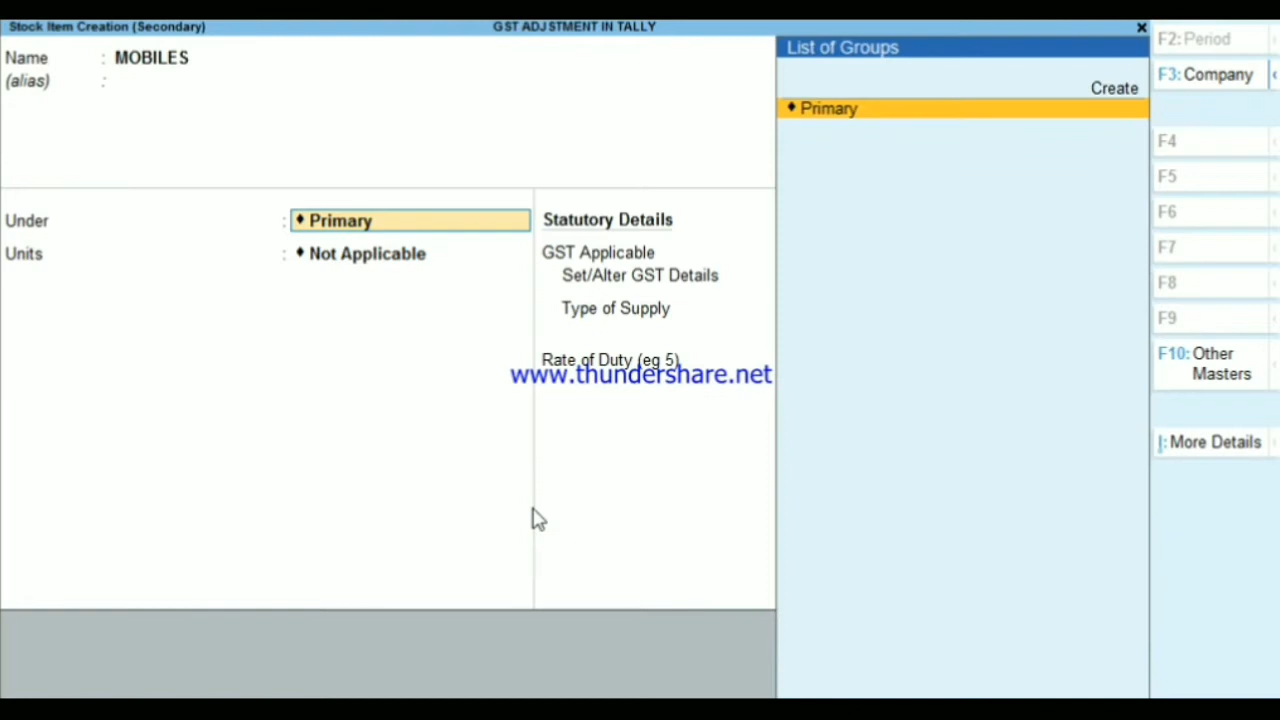 Stock Item Creation (Secondary)
GST ADJSTMENT IN TALLY
Name : MOBILES
(alias) :
Under : ♦ Primary
Units : ♦ Not Applicable
Statutory Details
GST Applicable
Set/Alter GST Details
Type of Supply
Rate of Duty (eg 5)
www.thundershare.net
List of Groups
Create
♦ Primary
F2: Period
F3: Company
F4
F5
F6
F7
F8
F9
F10: Other
Masters
I: More Details